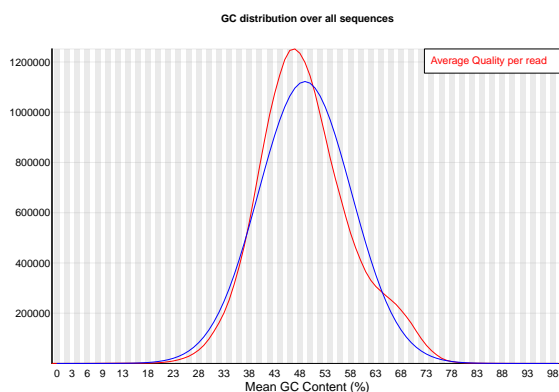 GC distribution over all sequences
Average Quality per read
1200000
1000000
800000
600000
400000
200000
0 3 6 9 13 18 23 28 33 38 43 48 53 58 63 68 73 78 83 88 93 98
Mean GC Content (%)